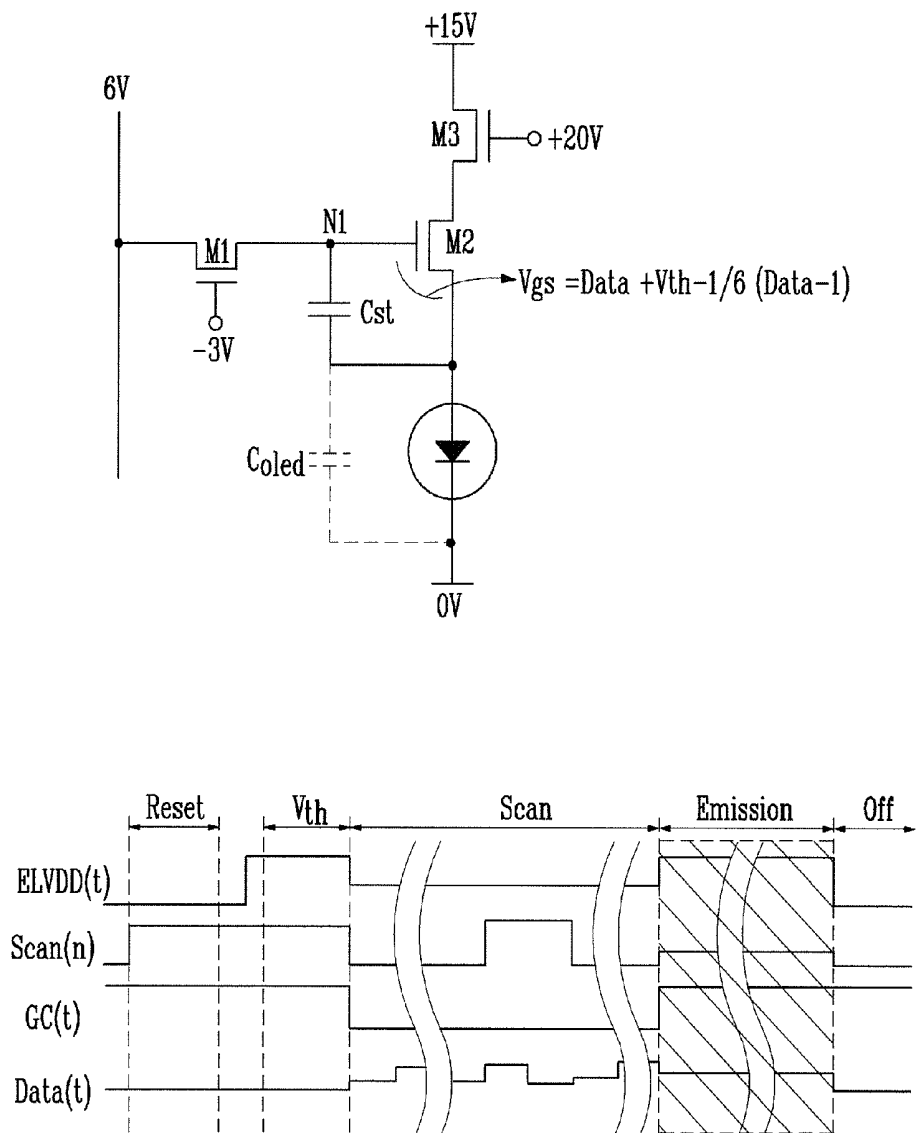 +15V
6V
M3
+20V
N1
M1
M2
Vgs =Data +Vth-1/6 (Data-1)
Cst
-3V
Coled
0V
Reset
Vth
Scan
Emission
Off
ELVDD(t)
Scan(n)
GC(t)
Data(t)